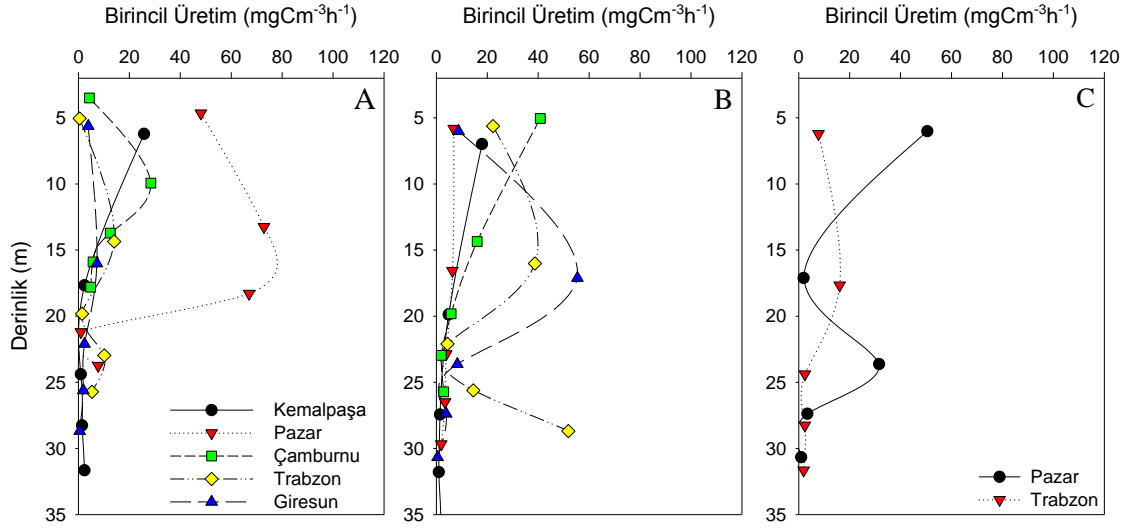 Birincil Üretim (mgCm⁻³h⁻¹) Birincil Üretim (mgCm⁻³h⁻¹) Birincil Üretim (mgCm⁻³h⁻¹)
0 20 40 60 80 100 120 0 20 40 60 80 100 120 0 20 40 60 80 100 120
A B C
5 5 5
10 10 10
15 15 15
Derinlik (m)
20 20 20
25 25 25
30 30 30
35 35 35
Kemalpaşa
Pazar
Çamburnu
Trabzon
Giresun
Pazar
Trabzon